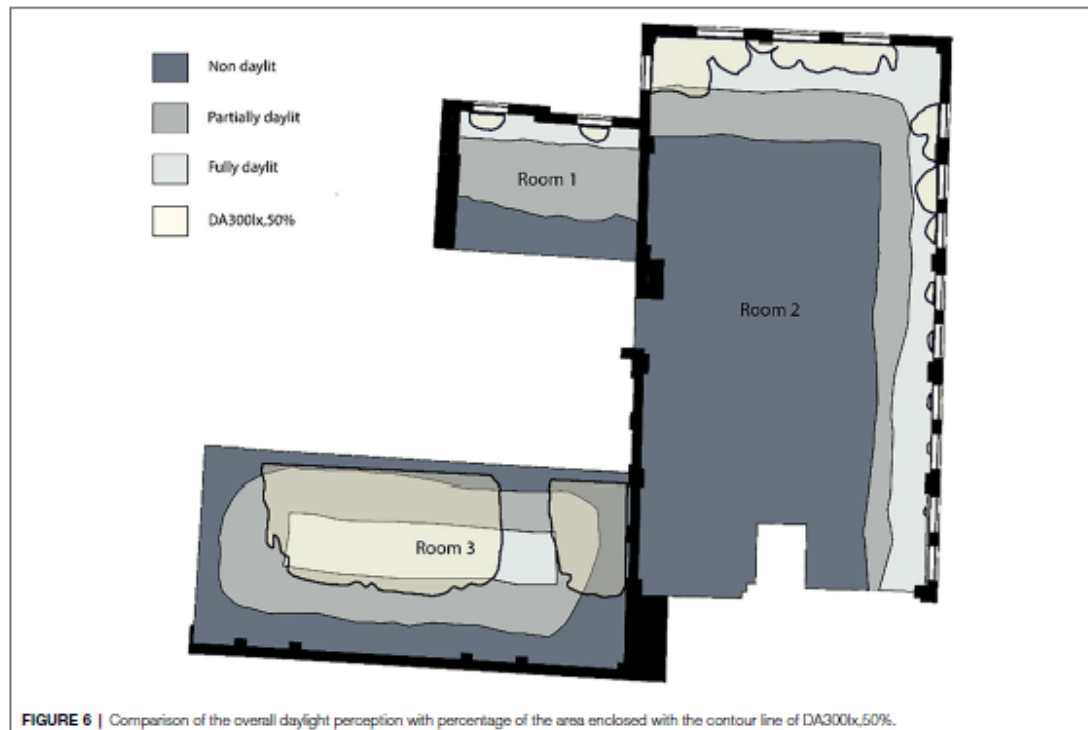 Non daylit
Partially daylit
Fully daylit
DA300lx,50%
Room 1
Room 2
Room 3
FIGURE 6 | Comparison of the overall daylight perception with percentage of the area enclosed with the contour line of DA300lx,50%.